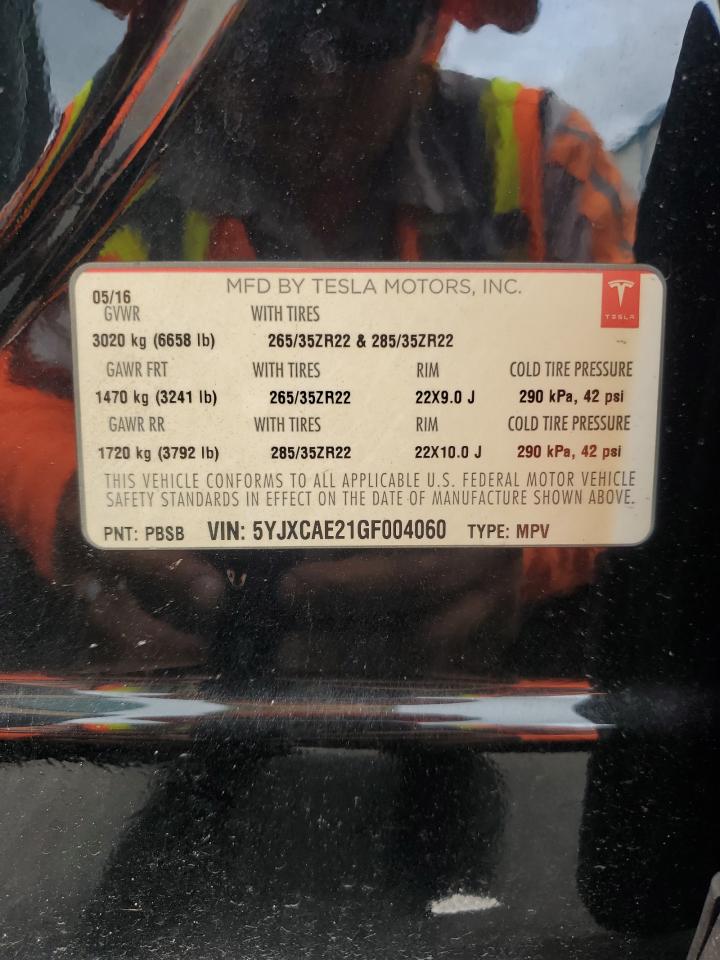 MFD BY TESLA MOTORS, INC.
TESLA
05/16
GVWR WITH TIRES
3020 kg (6658 lb) 265/35ZR22 & 285/35ZR22
GAWR FRT WITH TIRES RIM COLD TIRE PRESSURE
1470 kg (3241 lb) 265/35ZR22 22X9.0 J 290 kPa, 42 psi
GAWR RR WITH TIRES RIM COLD TIRE PRESSURE
1720 kg (3792 lb) 285/35ZR22 22X10.0 J 290 kPa, 42 psi
THIS VEHICLE CONFORMS TO ALL APPLICABLE U.S. FEDERAL MOTOR VEHICLE
SAFETY STANDARDS IN EFFECT ON THE DATE OF MANUFACTURE SHOWN ABOVE.
PNT: PBSB VIN: 5YJXCAE21GF004060 TYPE: MPV